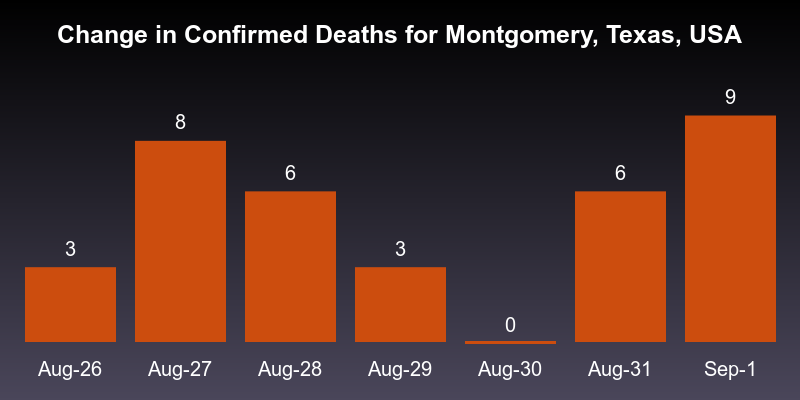 Change in Confirmed Deaths for Montgomery, Texas, USA
3 8 6 3 0 6 9
Aug-26 Aug-27 Aug-28 Aug-29 Aug-30 Aug-31 Sep-1